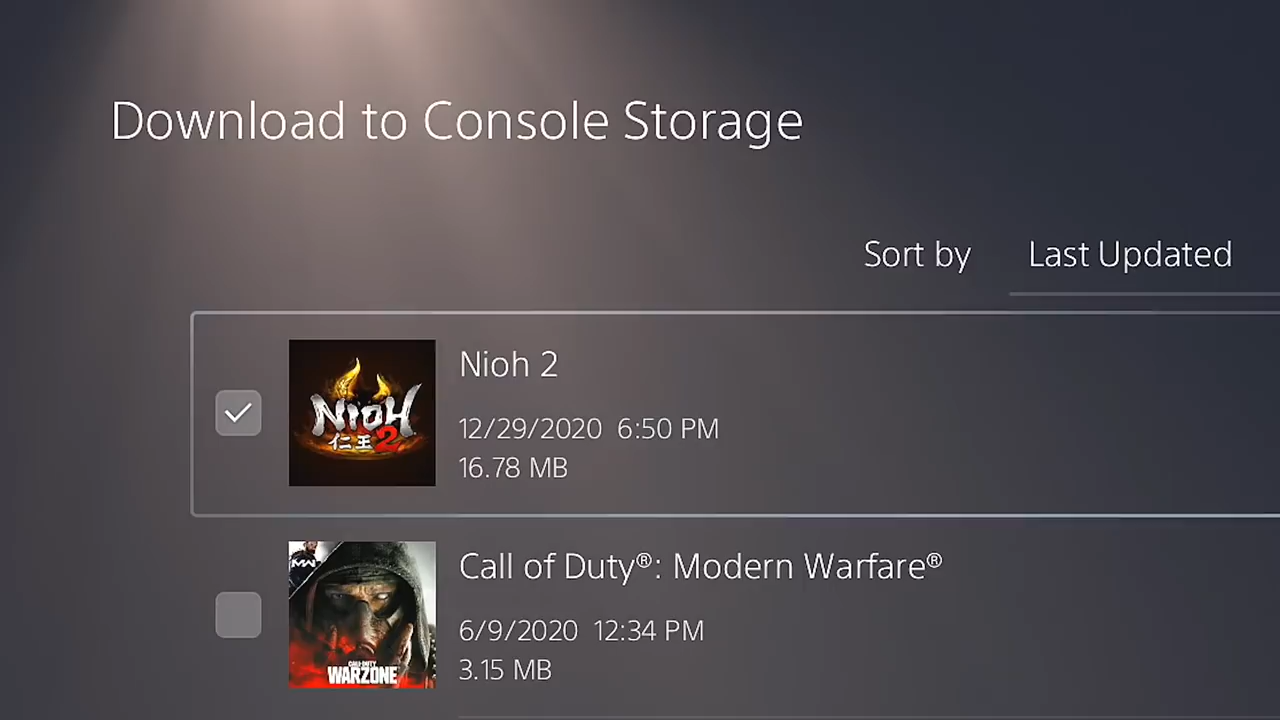 Download to Console Storage
Sort by Last Updated
NIOH
仁王2
Nioh 2
12/29/2020 6:50 PM
16.78 MB
MW
CALL OF DUTY
WARZONE
Call of Duty®: Modern Warfare®
6/9/2020 12:34 PM
3.15 MB